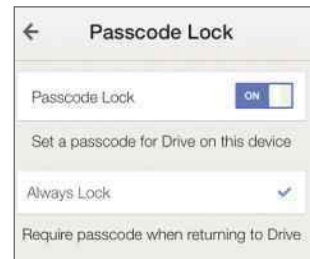 Passcode Lock
Passcode Lock ON
Set a passcode for Drive on this device
Always Lock
Require passcode when returning to Drive